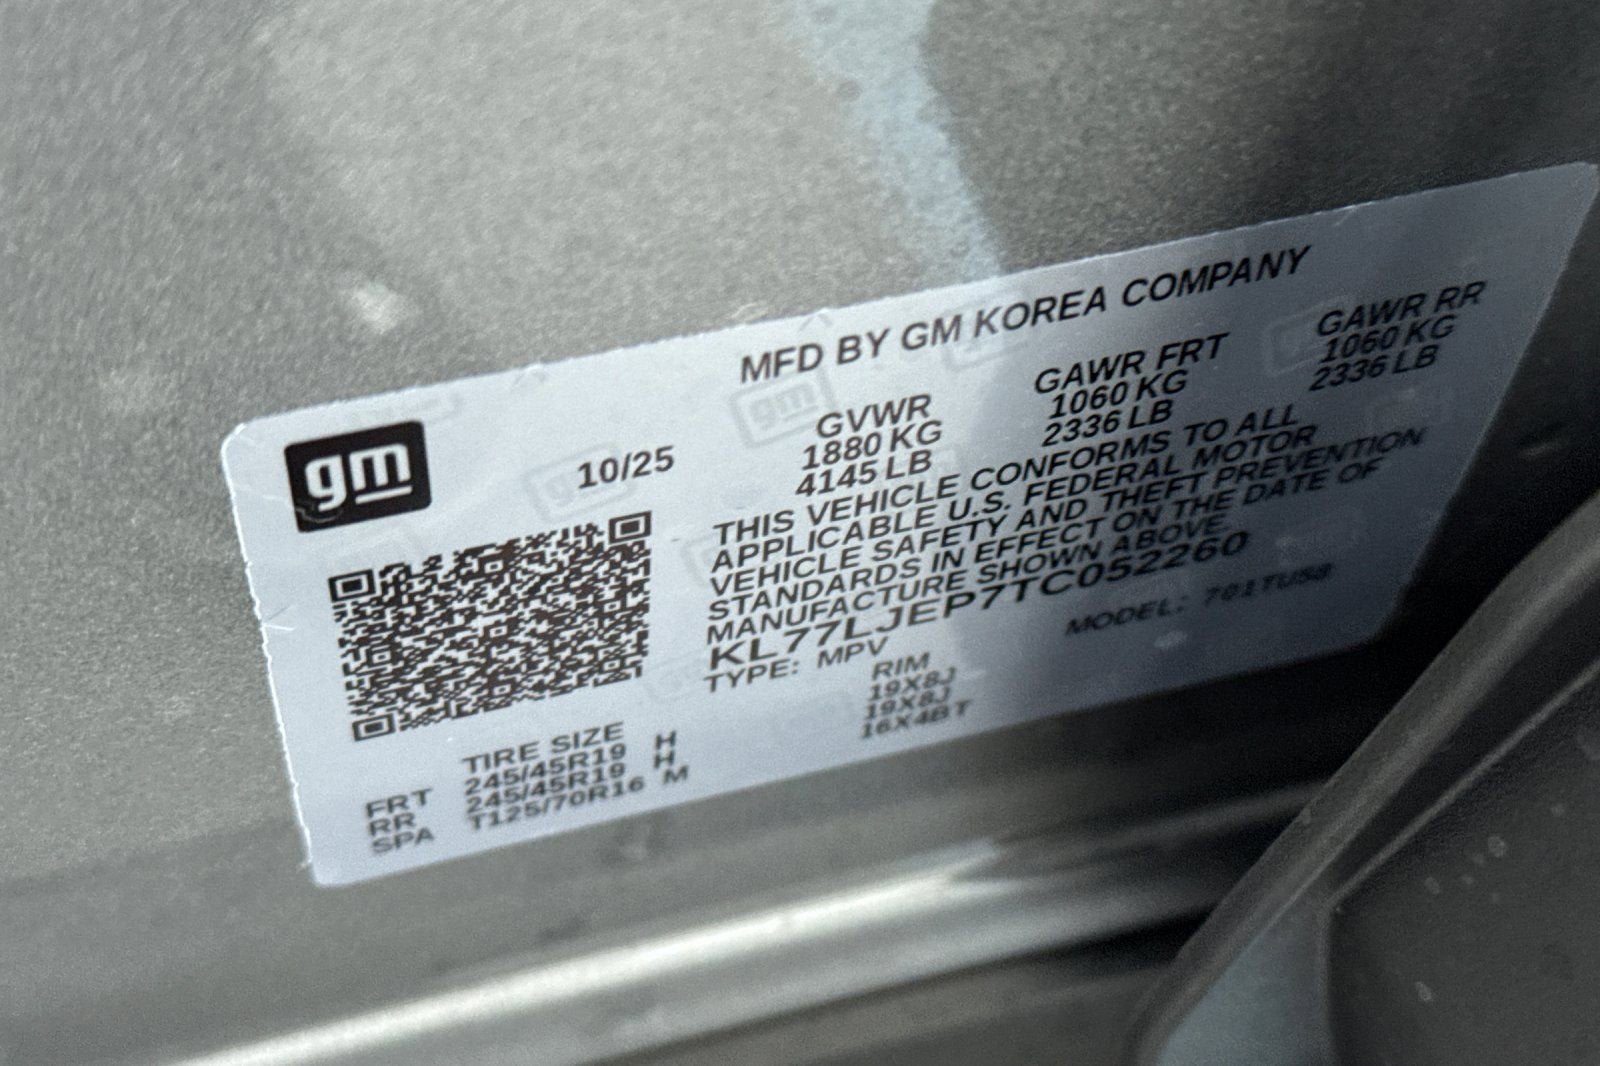 MFD BY GM KOREA COMPANY
gm
10/25
GVWR GAWR FRT GAWR RR
1880 KG 1060 KG 1060 KG
4145 LB 2336 LB 2336 LB
THIS VEHICLE CONFORMS TO ALL
APPLICABLE U.S. FEDERAL MOTOR
VEHICLE SAFETY AND THEFT PREVENTION
STANDARDS IN EFFECT ON THE DATE OF
MANUFACTURE SHOWN ABOVE.
KL77LJEP7TC052260
TYPE: MPV MODEL:
TIRE SIZE RIM
FRT 245/45R19 H 19X8J
RR 245/45R19 H 19X8J
SPA T125/70R16 M 16X4BT